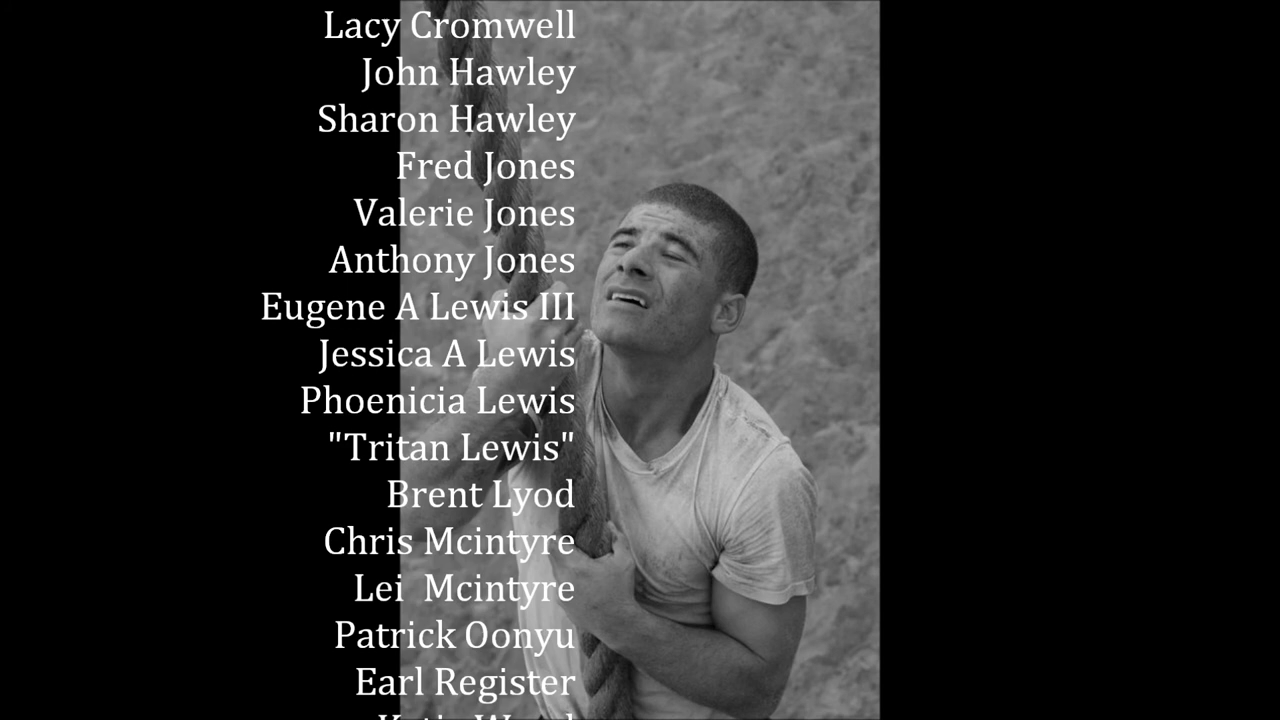 Lacy Cromwell
John Hawley
Sharon Hawley
Fred Jones
Valerie Jones
Anthony Jones
Eugene A Lewis III
Jessica A Lewis
Phoenicia Lewis
"Tritan Lewis"
Brent Lyod
Chris Mcintyre
Lei  Mcintyre
Patrick Oonyu
Earl Register